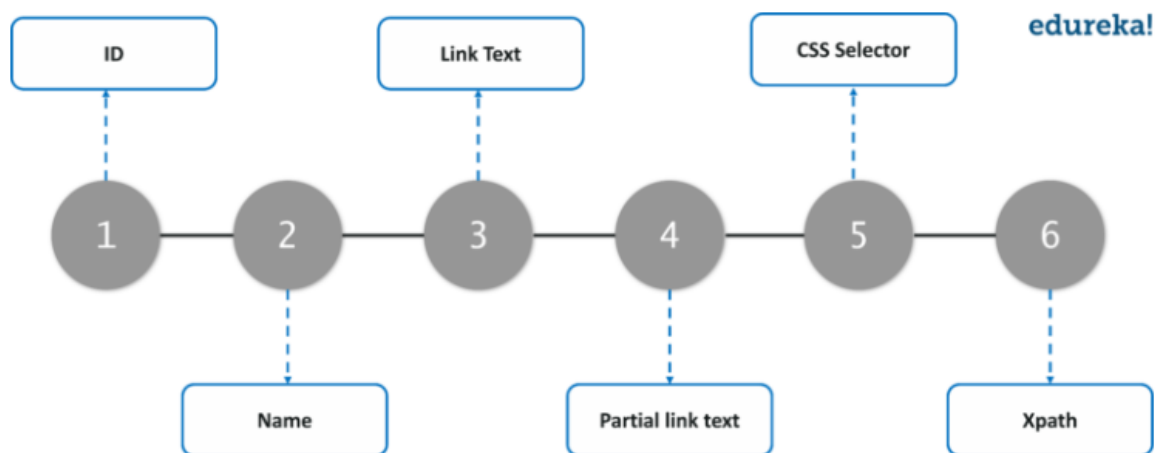 edureka!
ID
Link Text
CSS Selector
1
2
3
4
5
6
Name
Partial link text
Xpath